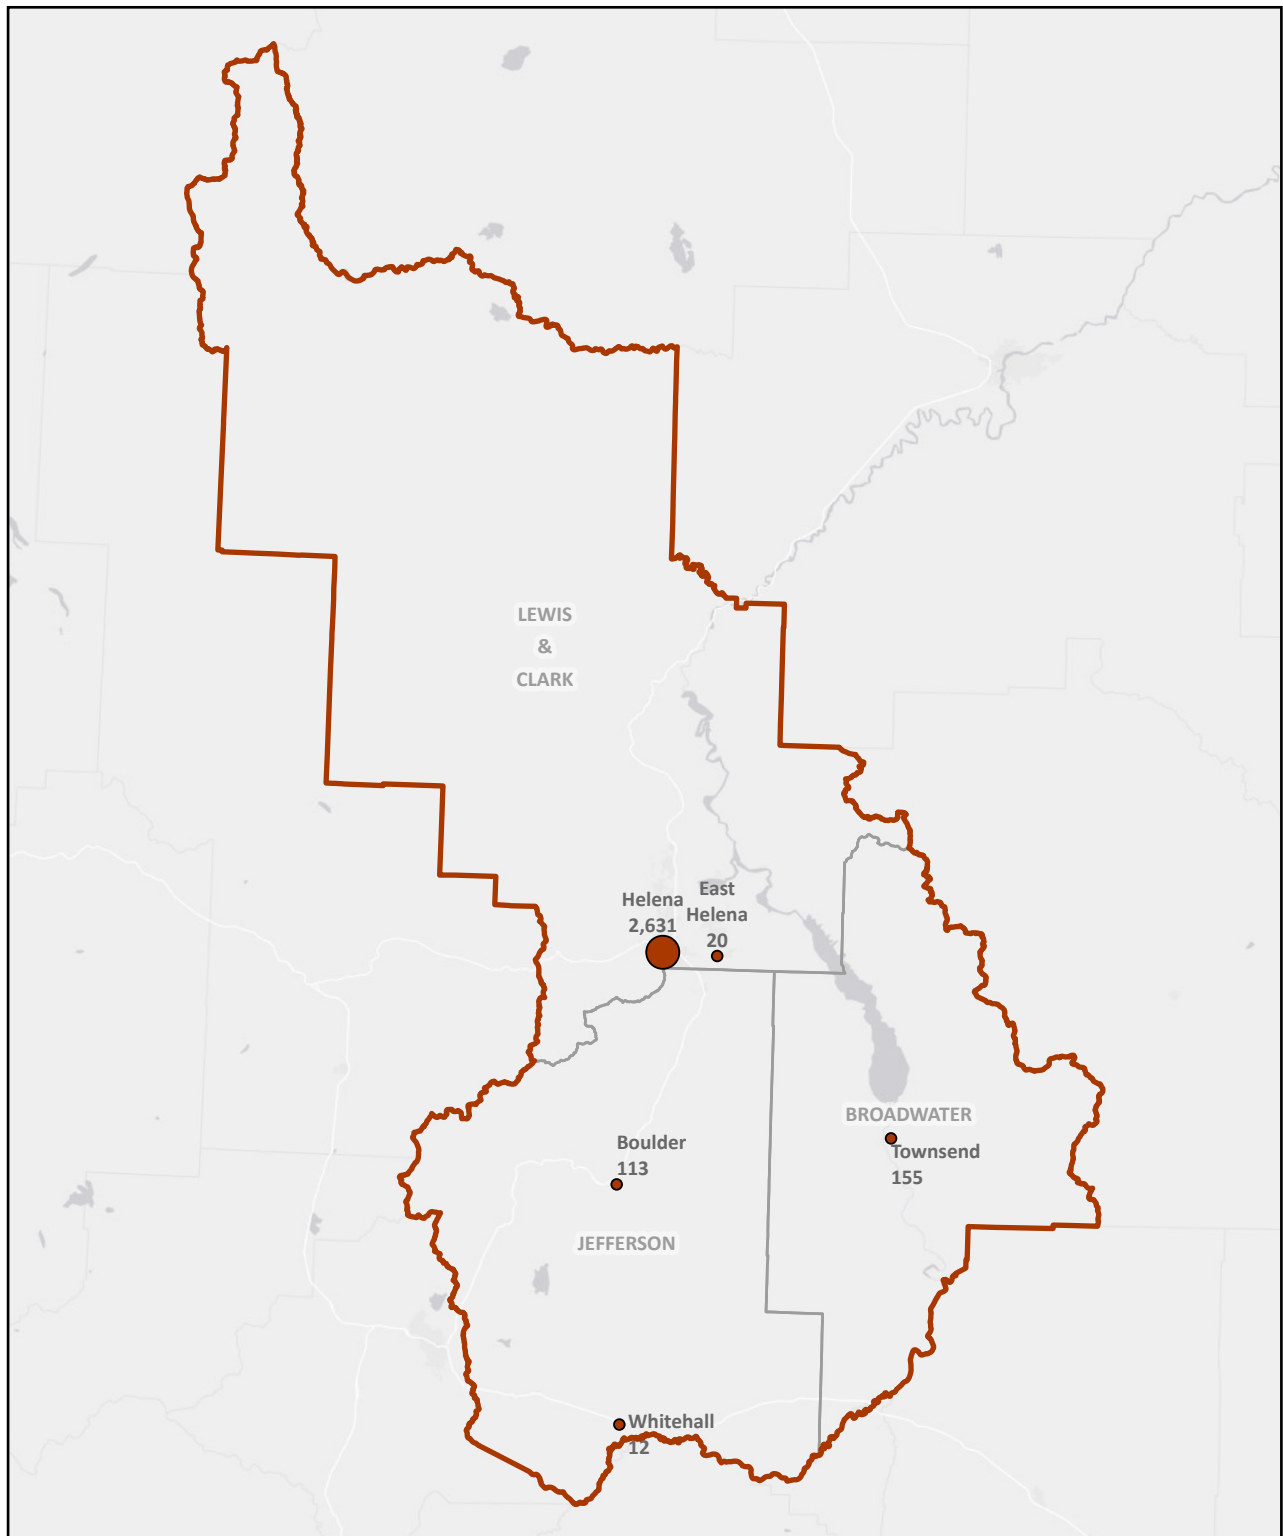 LEWIS
&
CLARK
Helena
2,631
East
Helena
20
BROADWATER
Townsend
155
Boulder
113
JEFFERSON
Whitehall
12